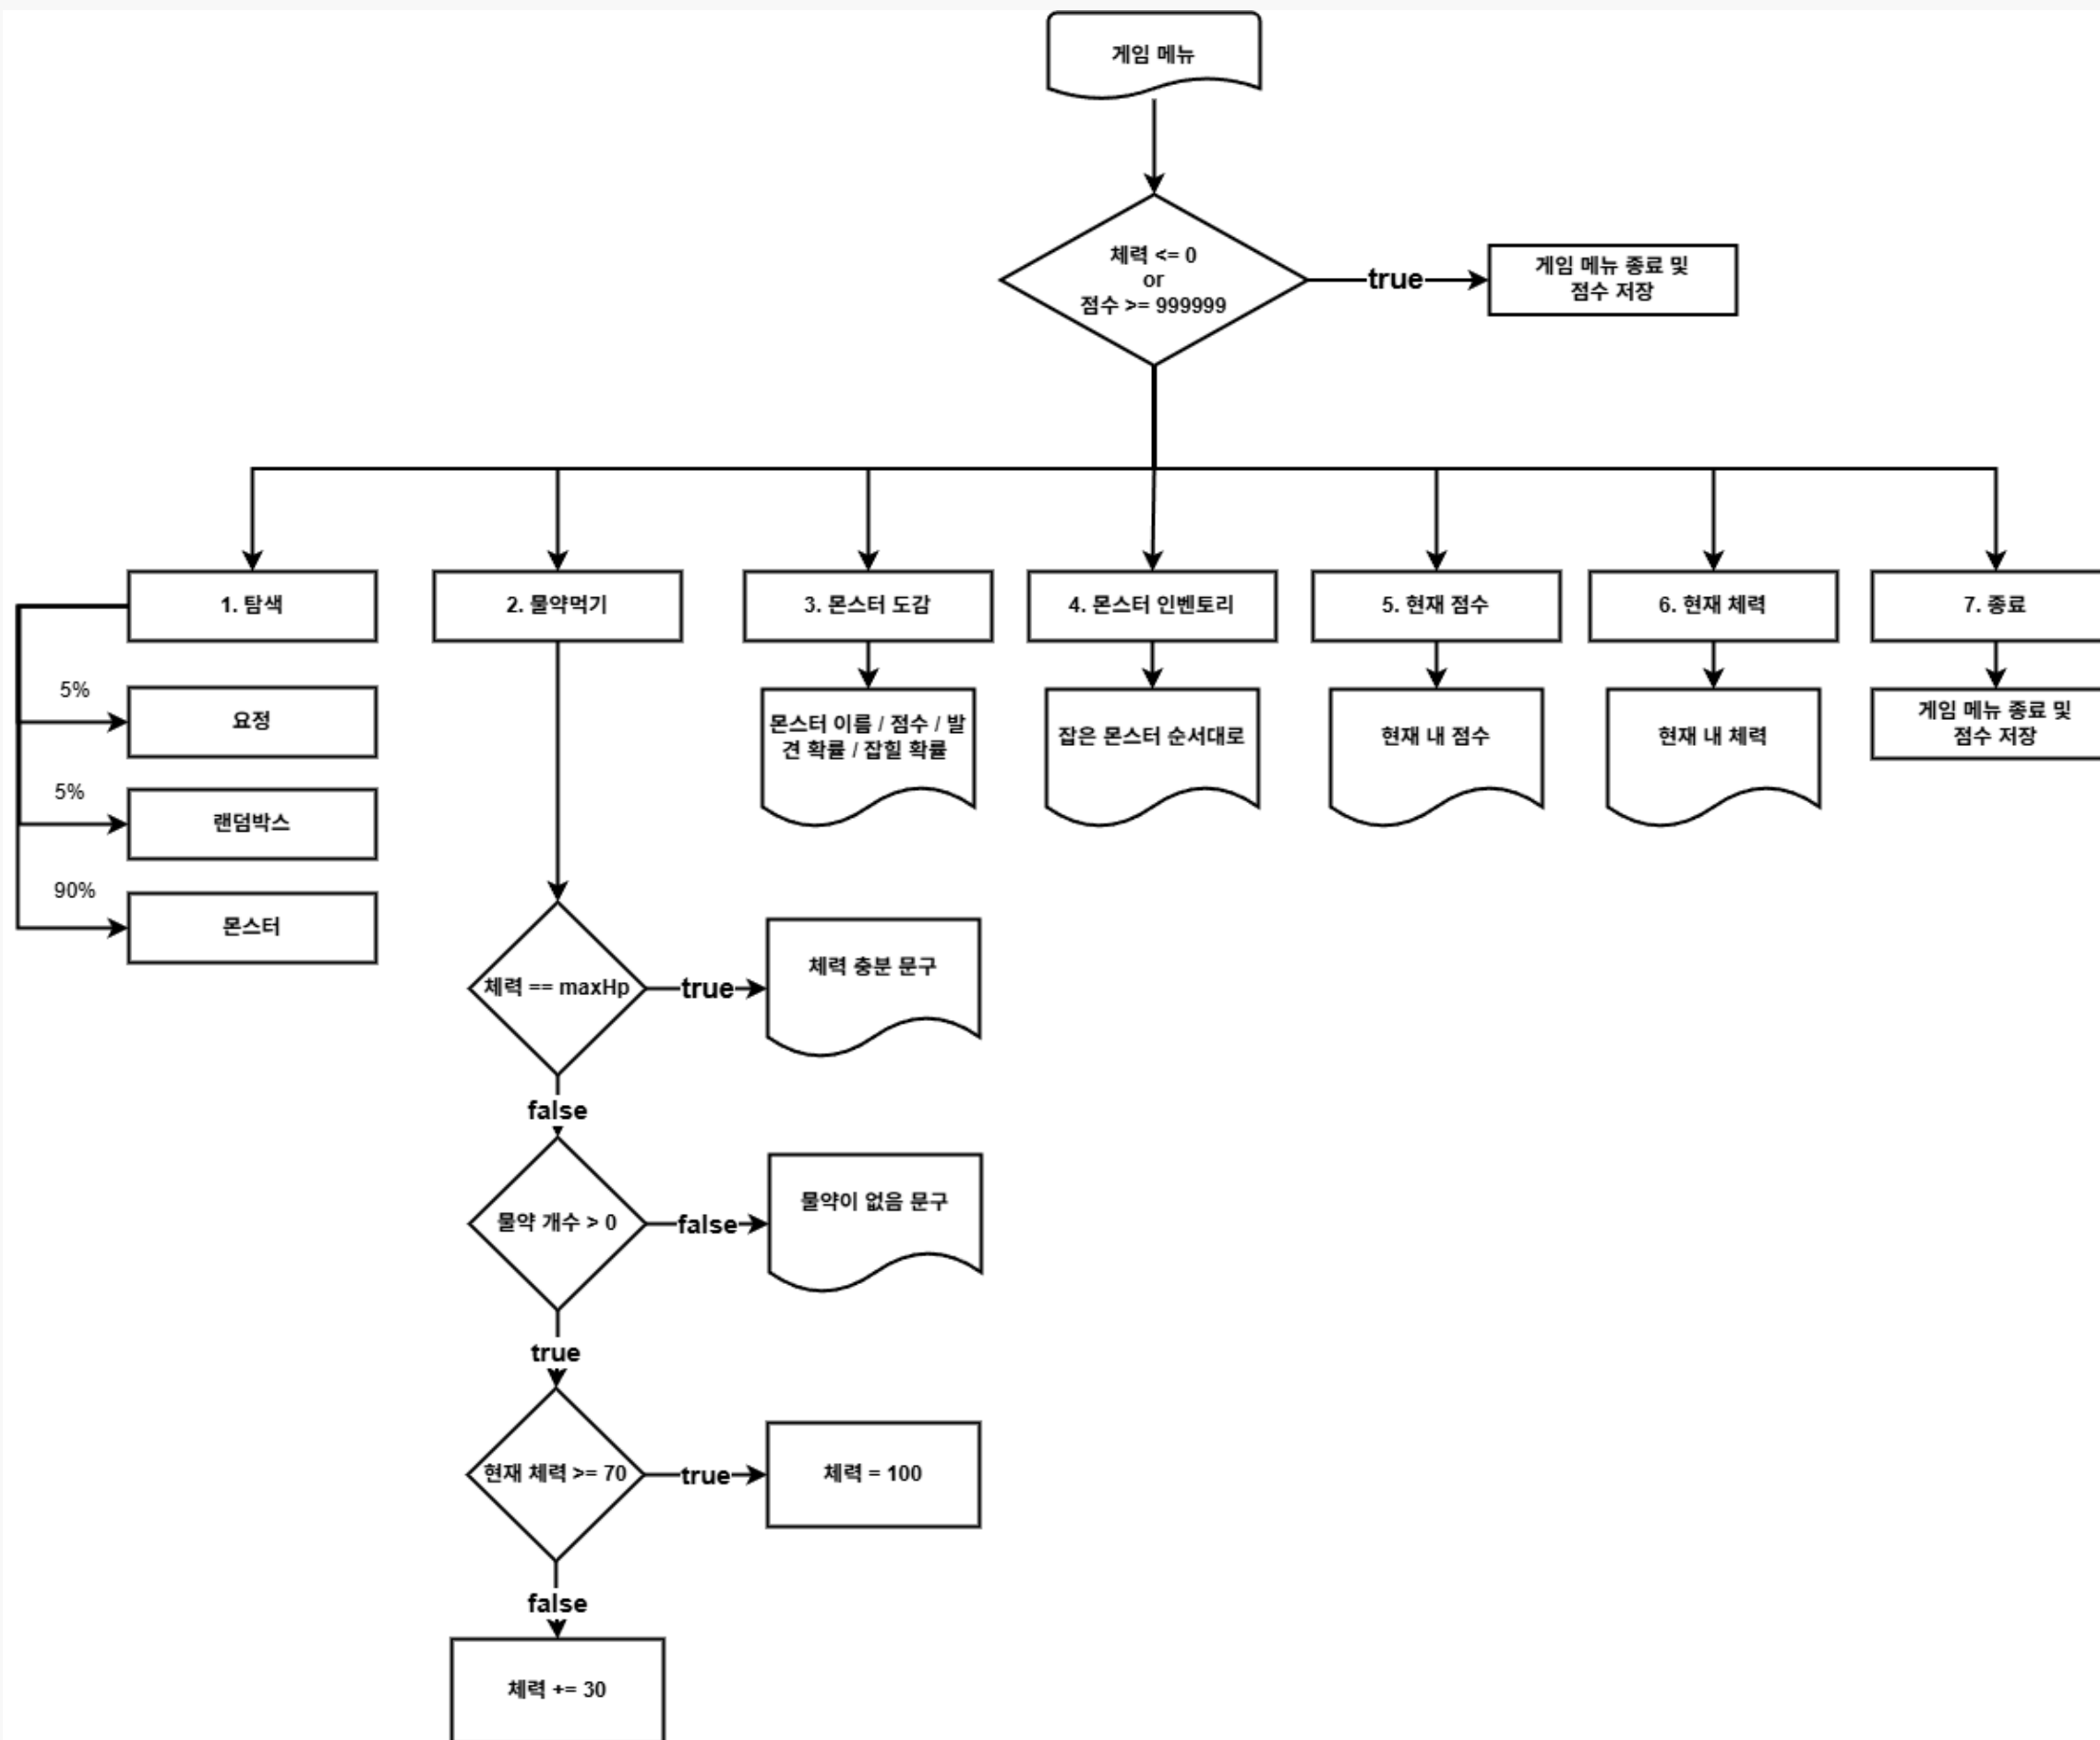 게임 메뉴
체력 <= 0
or
점수 >= 999999
true
게임 메뉴 종료 및
점수 저장
1. 탐색
2. 물약먹기
3. 몬스터 도감
4. 몬스터 인벤토리
5. 현재 점수
6. 현재 체력
7. 종료
5%
요정
5%
랜덤박스
90%
몬스터
몬스터 이름 / 점수 / 발
견 확률 / 잡힐 확률
잡은 몬스터 순서대로
현재 내 점수
현재 내 체력
게임 메뉴 종료 및
점수 저장
체력 == maxHp
true
체력 충분 문구
false
물약 개수 > 0
false
물약이 없음 문구
true
현재 체력 >= 70
true
체력 = 100
false
체력 += 30